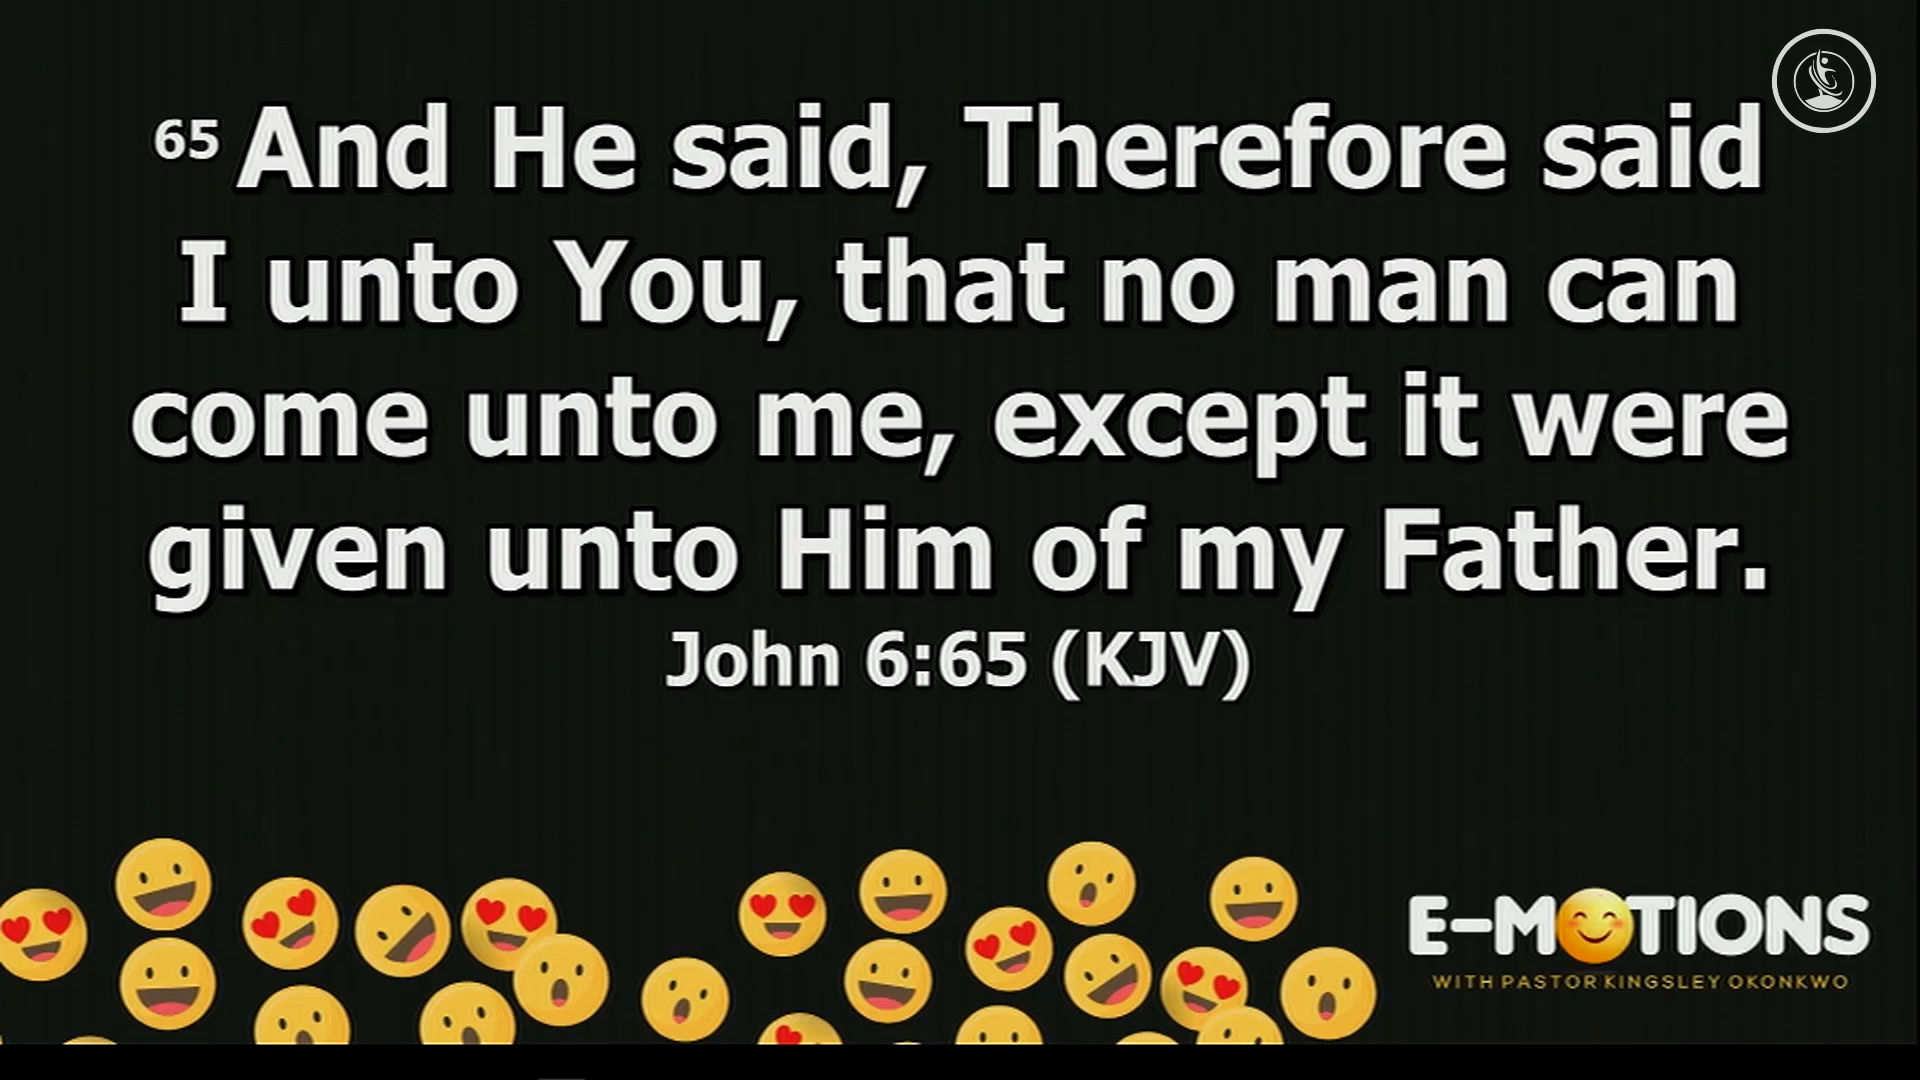 65 And He said, Therefore said
I unto You, that no man can
come unto me, except it were
given unto Him of my Father.
John 6:65 (KJV)
E-MOTIONS
WITH PASTOR KINGSLEY OKONKWO